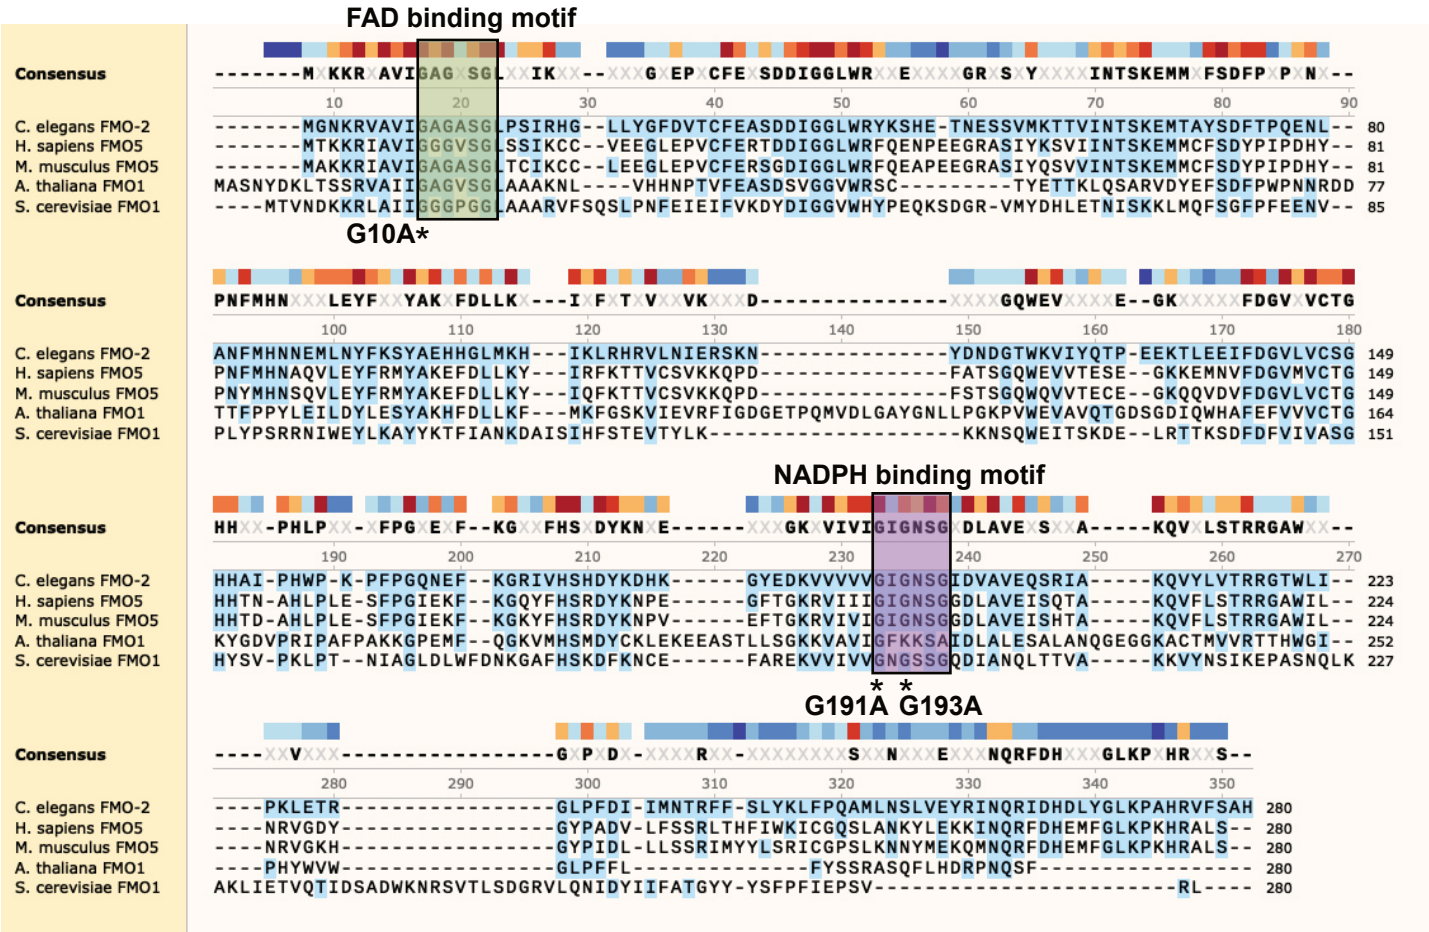 FAD binding motif
Consensus -------MXKKRXAVIGAGXSGLXXIKXX--XXXGXEPXCFEXSDDIGGLWRXXEXXXXGRXSXYXXXXINTSKEMMXFSDFPXPXNX--
10 20 30 40 50 60 70 80 90
C. elegans FMO-2 -------MGNKRVAVIGAGASGLPSIRHG--LLYGFDVTCFEASDDIGGLWRYKSHE-TNESSVMKTTVINTSKEMTAYSDFTPQENL-- 80
H. sapiens FMO5 -------MTKKRIAVIGGGVSGLSSIKCC--VEEGLEPVCFERTDDIGGLWRFQENPEEGRASIYKSVIINTSKEMMCFSDYPIPDHY-- 81
M. musculus FMO5 -------MAKKRIAVIGAGASGLTCIKCC--LEEGLEPVCFERSGDIGGLWRFQEAPEEGRASIYQSVVINTSKEMMCFSDYPIPDHY-- 81
A. thaliana FMO1 MASNYDKLTSSRVAIIGAGVSGLAAAKNL----VHHNPTVFEASDSVGGVWRSC---------TYETTKLQSARVDYEFSDFPWPNNRDD 77
S. cerevisiae FMO1 ----MTVNDKKRLAIIGGGPGGLAAARVFSQSLPNFEIEIFVKDYDIGGVWHYPEQKSDGR-VMYDHLETNISKKLMQFSGFPFEENV-- 85
G10A*
Consensus PNFMHNXXXLEYFXXYAKXFDLLKX---IXFXTXVXXVKXXXD---------------XXXXGQWEVXXXXE--GKXXXXXFDGVXVCTG
100 110 120 130 140 150 160 170 180
C. elegans FMO-2 ANFMHNNEMLNYFKSYAEHHGLMKH---IKLRHRVLNIERSKN---------------YDNDGTWKVIYQTP-EEKTLEEIFDGVLVCSG 149
H. sapiens FMO5 PNFMHNAQVLEYFRMYAKEFDLLKY---IRFKTTVCSVKKQPD---------------FATSGQWEVVTESE--GKKEMNVFDGVMVCTG 149
M. musculus FMO5 PNYMHNSQVLEYFRMYAKEFDLLKY---IQFKTTVCSVKKQPD---------------FSTSGQWQVVTECE--GKQQVDVFDGVLVCTG 149
A. thaliana FMO1 TTFPPYLEILDYLESYAKHFDLLKF---MKFGSKVIEVRFIGDGETPQMVDLGAYGNLLPGKPVWEVAVQTGDSGDIQWHAFEFVVVCTG 164
S. cerevisiae FMO1 PLYPSRRNIWEYLKAYYKTFIANKDAISIHFSTEVTYLK--------------------KKNSQWEITSKDE--LRTTKSDFDFVIVASG 151
NADPH binding motif
Consensus HHXX-PHLPXX-XFPGXEXF--KGXXFHSXDYKNXE------XXXGKXVIVIGIGNSGXDLAVEXSXXA-----KQVXLSTRRGAWXX--
190 200 210 220 230 240 250 260 270
C. elegans FMO-2 HHAI-PHWP-K-PFPGQNEF--KGRIVHSHDYKDHK------GYEDKVVVVVGIGNSGIDVAVEQSRIA-----KQVYLVTRRGTWLI-- 223
H. sapiens FMO5 HHTN-AHLPLE-SFPGIEKF--KGQYFHSRDYKNPE------GFTGKRVIIIGIGNSGGDLAVEISQTA-----KQVFLSTRRGAWIL-- 224
M. musculus FMO5 HHTD-AHLPLE-SFPGIEKF--KGKYFHSRDYKNPV------EFTGKRVIVIGIGNSGGDLAVEISHTA-----KQVFLSTRRGAWIL-- 224
A. thaliana FMO1 KYGDVPRIPAFPAKKGPEMF--QGKVMHSMDYCKLEKEEASTLLSGKKVAVIGFKKSAIDLALESALANQGEGGKACTMVVRTTHWGI-- 252
S. cerevisiae FMO1 HYSV-PKLPT--NIAGLDLWFDNKGAFHSKDFKNCE------FAREKVVIVVGNGSSGQDIANQLTTVA-----KKVYNSIKEPASNQLK 227
* *
G191A G193A
Consensus ----XXVXXX-----------------GXPXDX-XXXXRXX-XXXXXXXXSXXNXXXEXXXNQRFDHXXXGLKPXHRXXS--
280 290 300 310 320 330 340 350
C. elegans FMO-2 ----PKLETR-----------------GLPFDI-IMNTRFF-SLYKLFPQAMLNSLVEYRINQRIDHDLYGLKPAHRVFSAH 280
H. sapiens FMO5 ----NRVGDY-----------------GYPADV-LFSSRLTHFIWKICGQSLANKYLEKKINQRFDHEMFGLKPKHRALS-- 280
M. musculus FMO5 ----NRVGKH-----------------GYPIDL-LLSSRIMYYLSRICGPSLKNNYMEKQMNQRFDHEMFGLKPKHRALS-- 280
A. thaliana FMO1 ----PHYWVW-----------------GLPFFL--------------FYSSRASQFLHDRPNQSF----------------- 280
S. cerevisiae FMO1 AKLIETVQTIDSADWKNRSVTLSDGRVLQNIDYIIFATGYY-YSFPFIEPSV------------------------RL---- 280